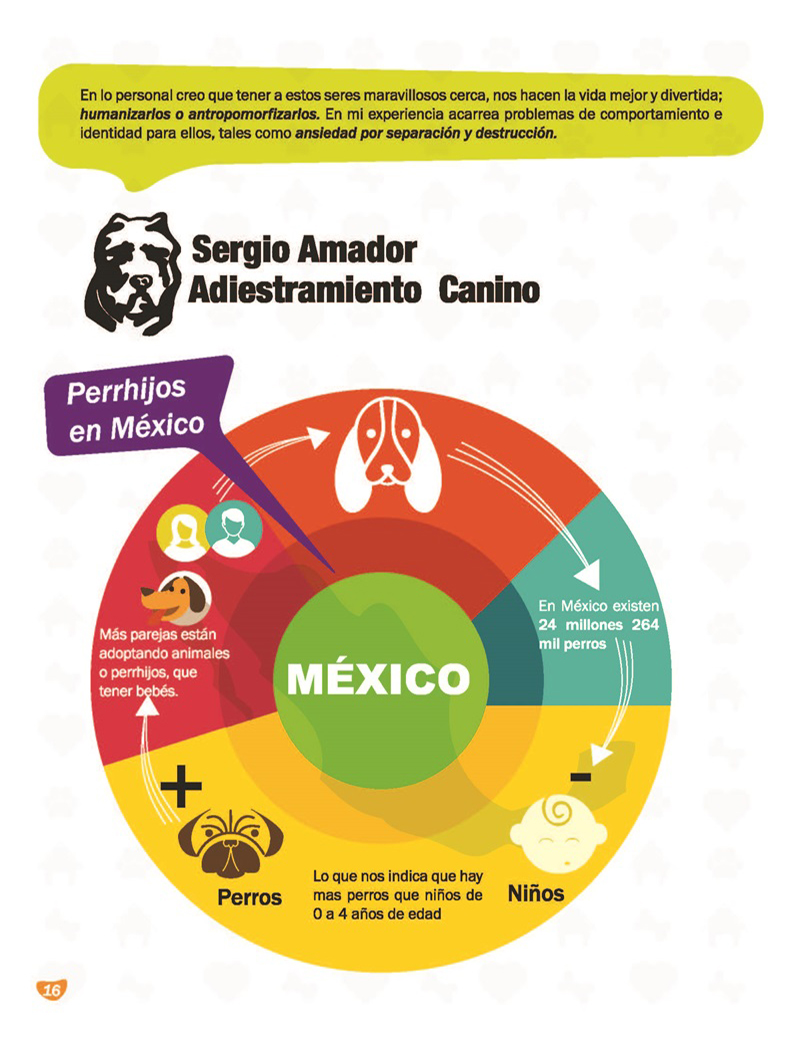 En lo personal creo que tener a estos seres maravillosos cerca, nos hacen la vida mejor y divertida;
humanizarlos o antropomorfizarlos. En mi experiencia acarrea problemas de comportamiento e
identidad para ellos, tales como ansiedad por separación y destrucción.
Sergio Amador
Adiestramiento Canino
Perrhijos
en México
En México existen
24 millones 264
mil perros
Más parejas están
adoptando animales
o perrhijos, que
tener bebés.
MÉXICO
+
-
Perros
Lo que nos indica que hay
mas perros que niños de
0 a 4 años de edad
Niños
16